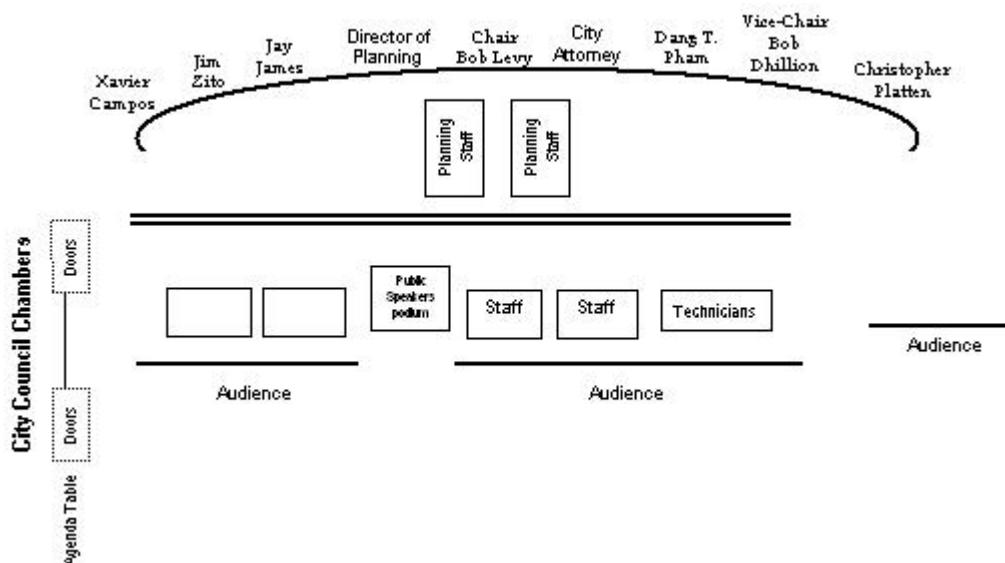 Xavier
Campos
Jim
Zito
Jay
James
Director of
Planning
Chair
Bob Levy
City
Attorney
Dang T.
Pham
Vice-Chair
Bob
Dhillion
Christopher
Platten
Planning
Staff
Planning
Staff
City Council Chambers
Doors
Doors
Agenda Table
Public
Speakers
podium
Staff
Staff
Technicians
Audience
Audience
Audience